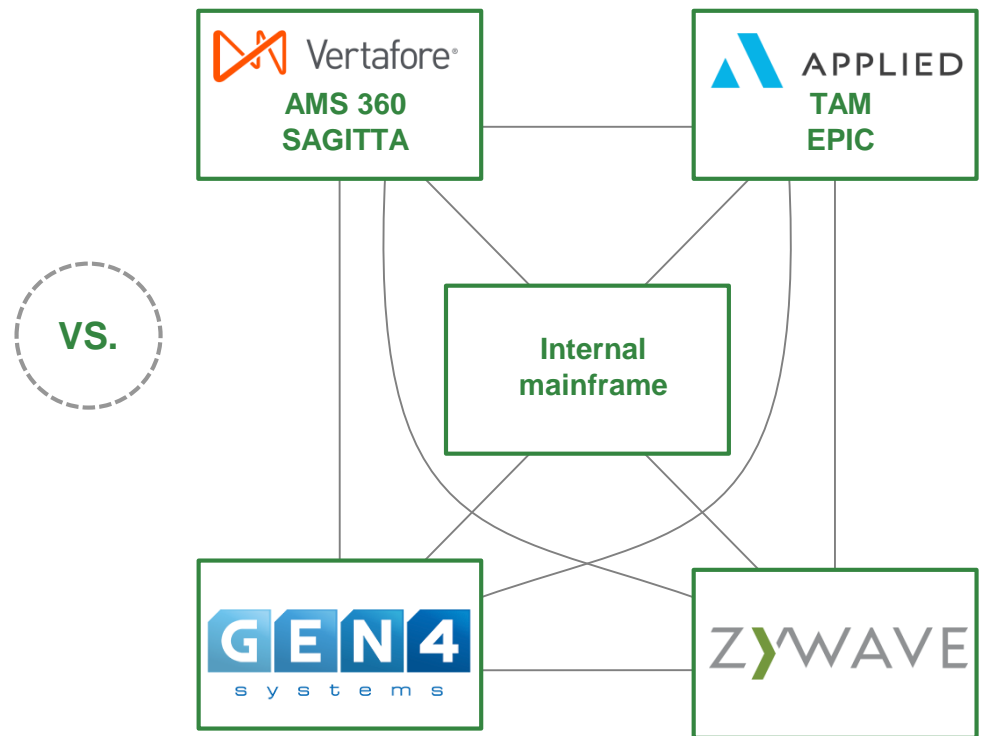 Vertafore®
AMS 360
SAGITTA
APPLIED
TAM
EPIC
VS.
Internal
mainframe
GEN4
systems
ZYWAVE